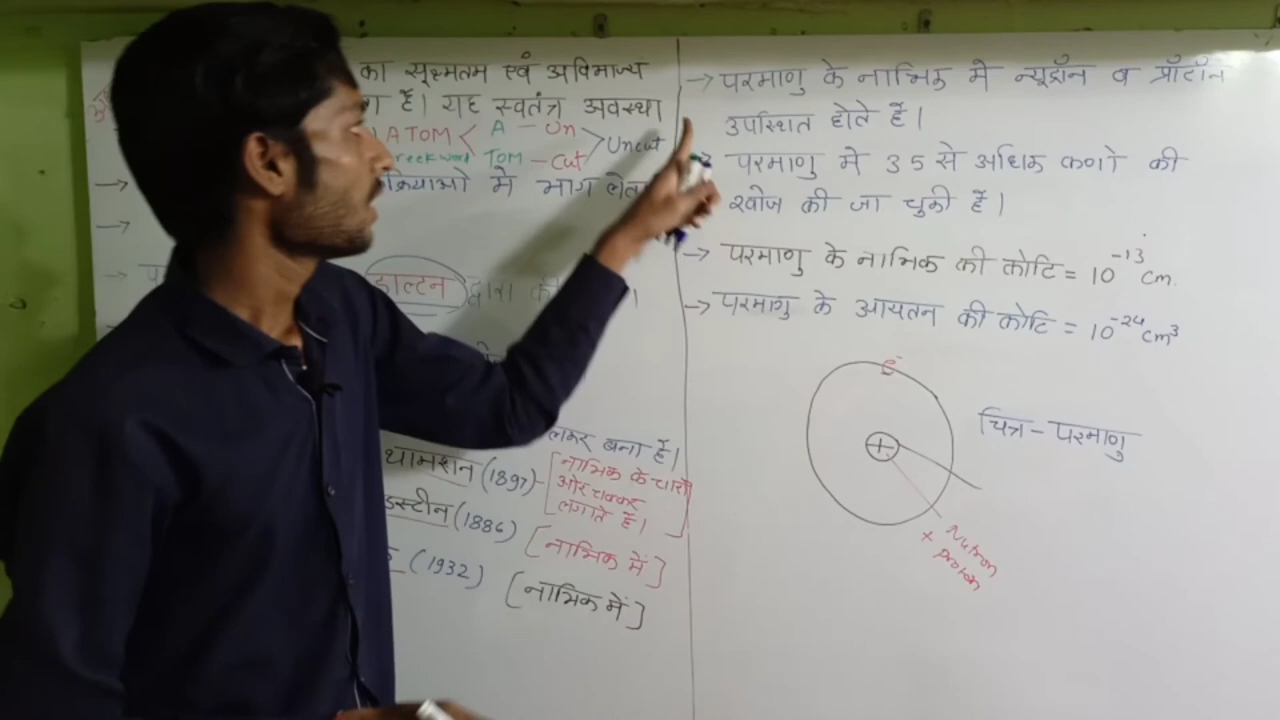 का सूक्ष्मतम एवं अविभाज्य
है। यह स्वतंत्र अवस्था
ATOM < A – Un > Uncut
TOM – Cut
में भाग
डाल्टन द्वारा
बना है।
थामसन (1897) – [नाभिक के चारो
ओर चक्कर
लगाते है।]
(1886) [नाभिक में]
(1932) [नाभिक में]
→ परमाणु के नाभिक मे न्यूट्रॉन व प्रॉटॉन
उपस्थित होते हैं।
→ परमाणु मे 35 से अधिक कणो की
खोज की जा चुकी हैं।
→ परमाणु के नाभिक की कोटि = 10⁻¹³ cm.
→ परमाणु के आयतन की कोटि = 10⁻²⁴ cm³
e⁻
+
चित्र – परमाणु
Nutron
+ Proton